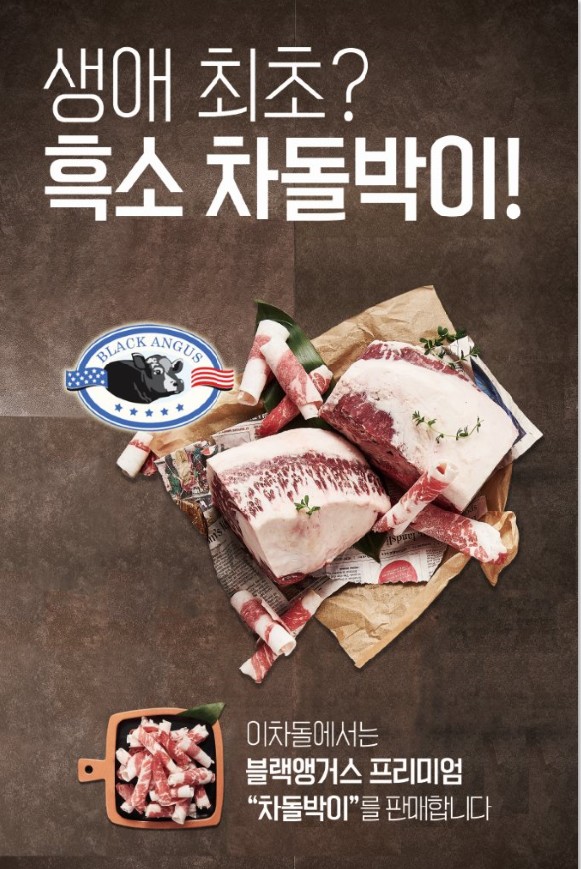 생애 최초?
흑소 차돌박이!
BLACK ANGUS
이차돌에서는
블랙앵거스 프리미엄
“차돌박이”를 판매합니다